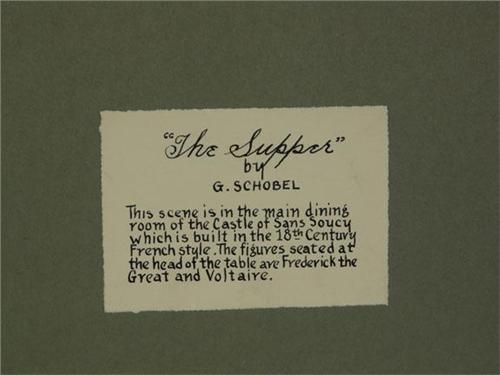 "The Supper"
by
G. SCHOBEL
This scene is in the main dining
room of the Castle of Sans Soucy
which is built in the 18th Century
French style. The figures seated at
the head of the table are Frederick the
Great and Voltaire.